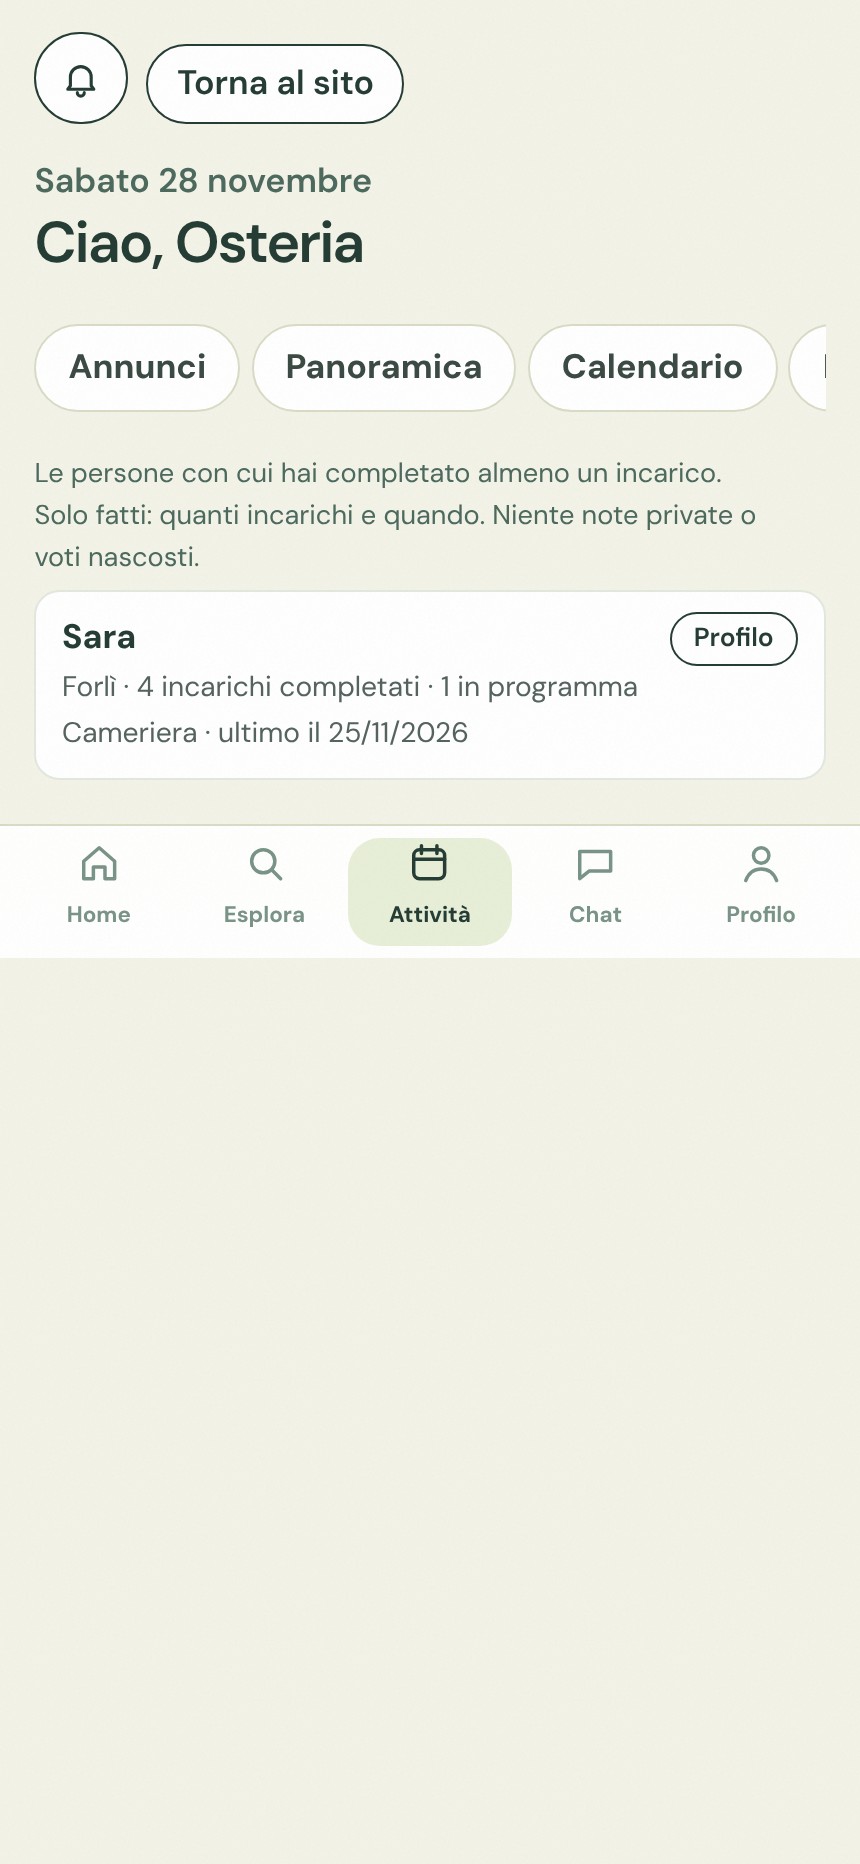 Torna al sito
Sabato 28 novembre
Ciao, Osteria
Annunci
Panoramica
Calendario
Le persone con cui hai completato almeno un incarico.
Solo fatti: quanti incarichi e quando. Niente note private o
voti nascosti.
Sara
Profilo
Forlì · 4 incarichi completati · 1 in programma
Cameriera · ultimo il 25/11/2026
Home
Esplora
Attività
Chat
Profilo